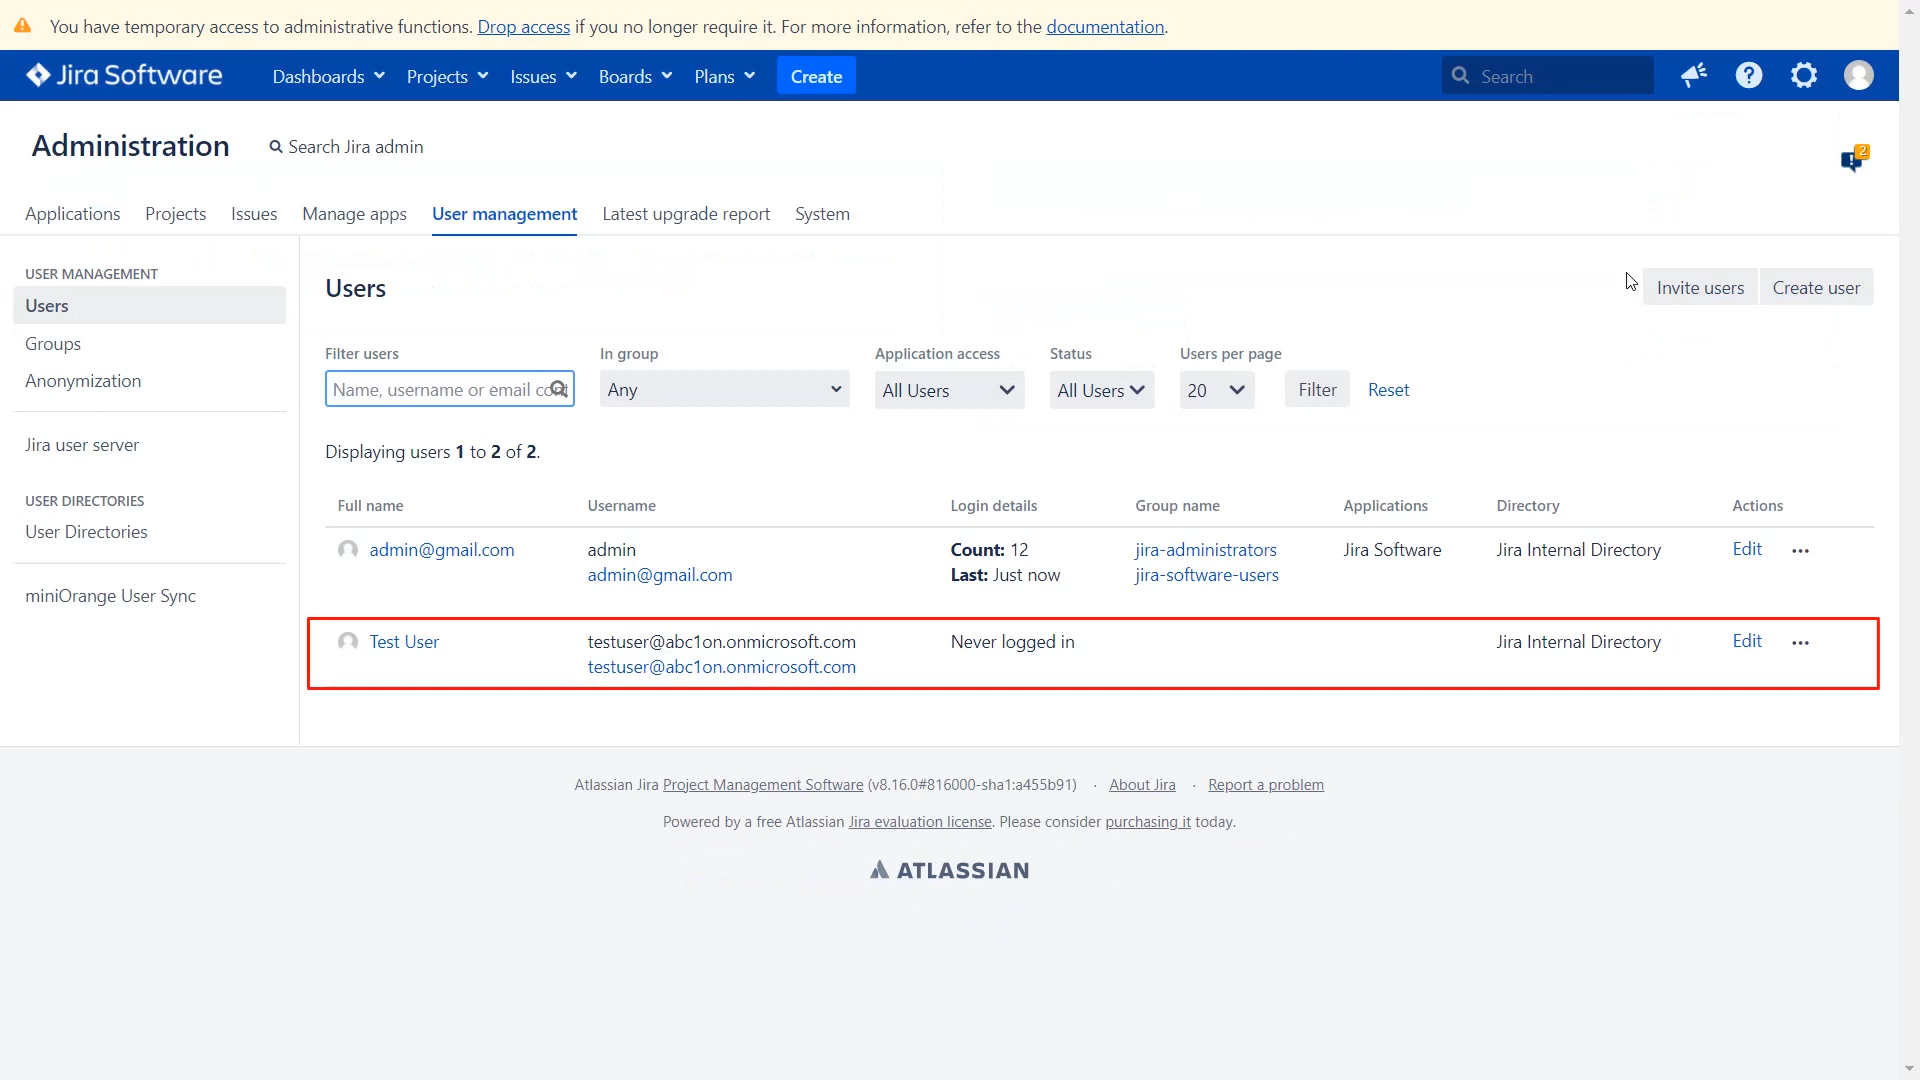 You have temporary access to administrative functions. Drop access if you no longer require it. For more information, refer to the documentation.
Jira Software Dashboards Projects Issues Boards Plans Create Search
Administration Search Jira admin
2
Applications Projects Issues Manage apps User management Latest upgrade report System
USER MANAGEMENT
Users
Groups
Anonymization
Jira user server
USER DIRECTORIES
User Directories
miniOrange User Sync
Users Invite users Create user
Filter users In group Application access Status Users per page
Name, username or email Any All Users All Users 20 Filter Reset
Displaying users 1 to 2 of 2.
Full name Username Login details Group name Applications Directory Actions
admin@gmail.com admin Count: 12 jira-administrators Jira Software Jira Internal Directory Edit ...
admin@gmail.com Last: Just now jira-software-users
Test User testuser@abc1on.onmicrosoft.com Never logged in Jira Internal Directory Edit ...
testuser@abc1on.onmicrosoft.com
Atlassian Jira Project Management Software (v8.16.0#816000-sha1:a455b91) · About Jira · Report a problem
Powered by a free Atlassian Jira evaluation license. Please consider purchasing it today.
ATLASSIAN